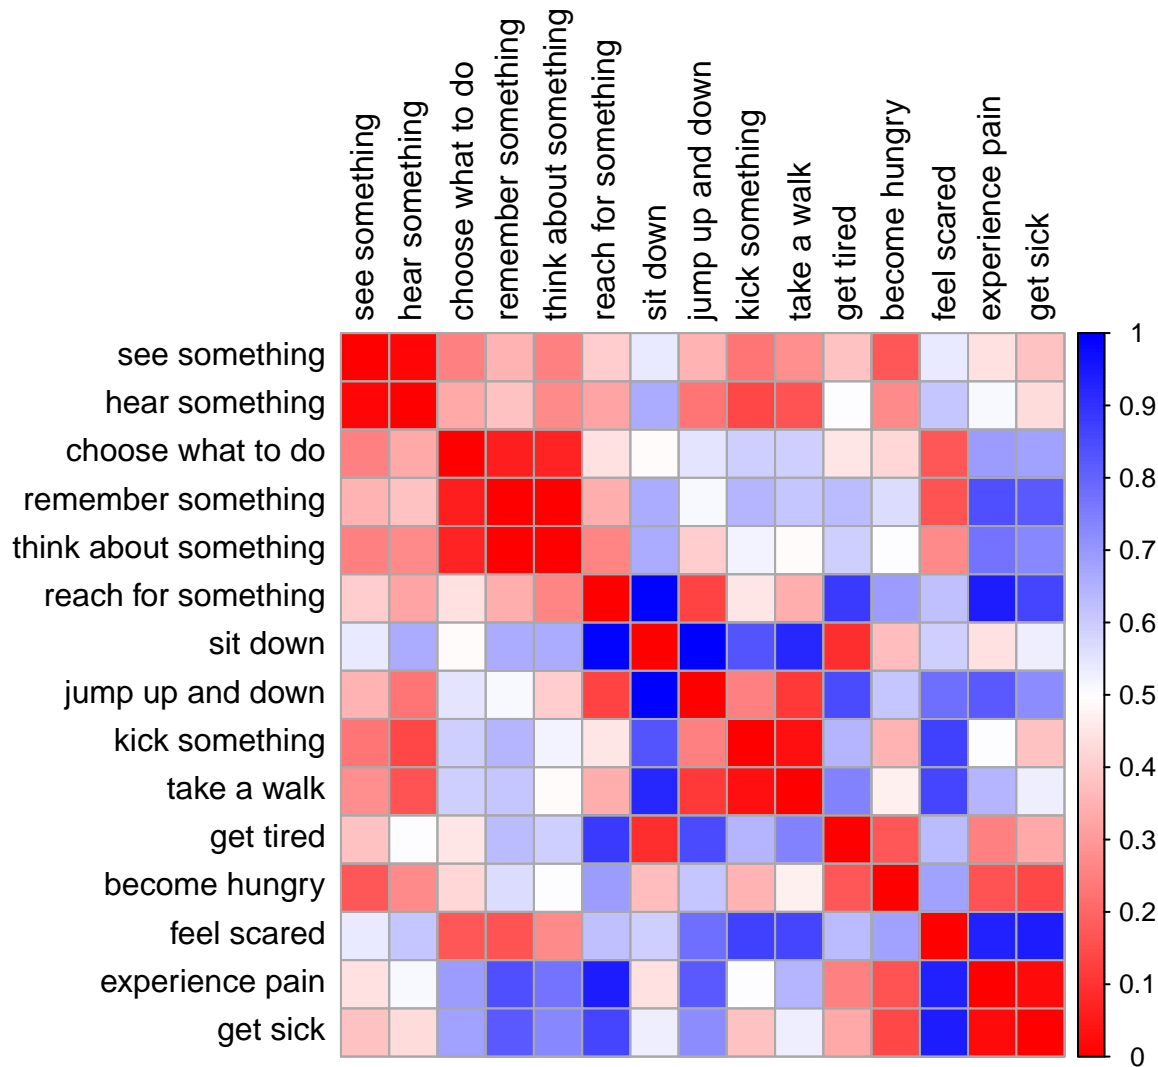 see something
hear something
choose what to do
remember something
think about something
reach for something
sit down
jump up and down
kick something
take a walk
get tired
become hungry
feel scared
experience pain
get sick
see something
hear something
choose what to do
remember something
think about something
reach for something
sit down
jump up and down
kick something
take a walk
get tired
become hungry
feel scared
experience pain
get sick
1
0.9
0.8
0.7
0.6
0.5
0.4
0.3
0.2
0.1
0